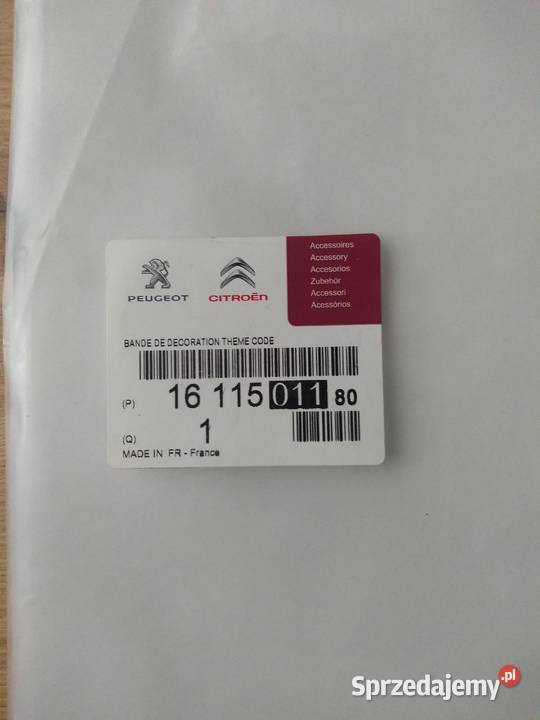 Accessoires
Accessory
Accesorios
Zubehör
Accessori
Acessórios
PEUGEOT
CITROËN
BANDE DE DECORATION THEME CODE
(P) 16 115 011 80
(Q) 1
MADE IN FR - France
Sprzedajemy.pl